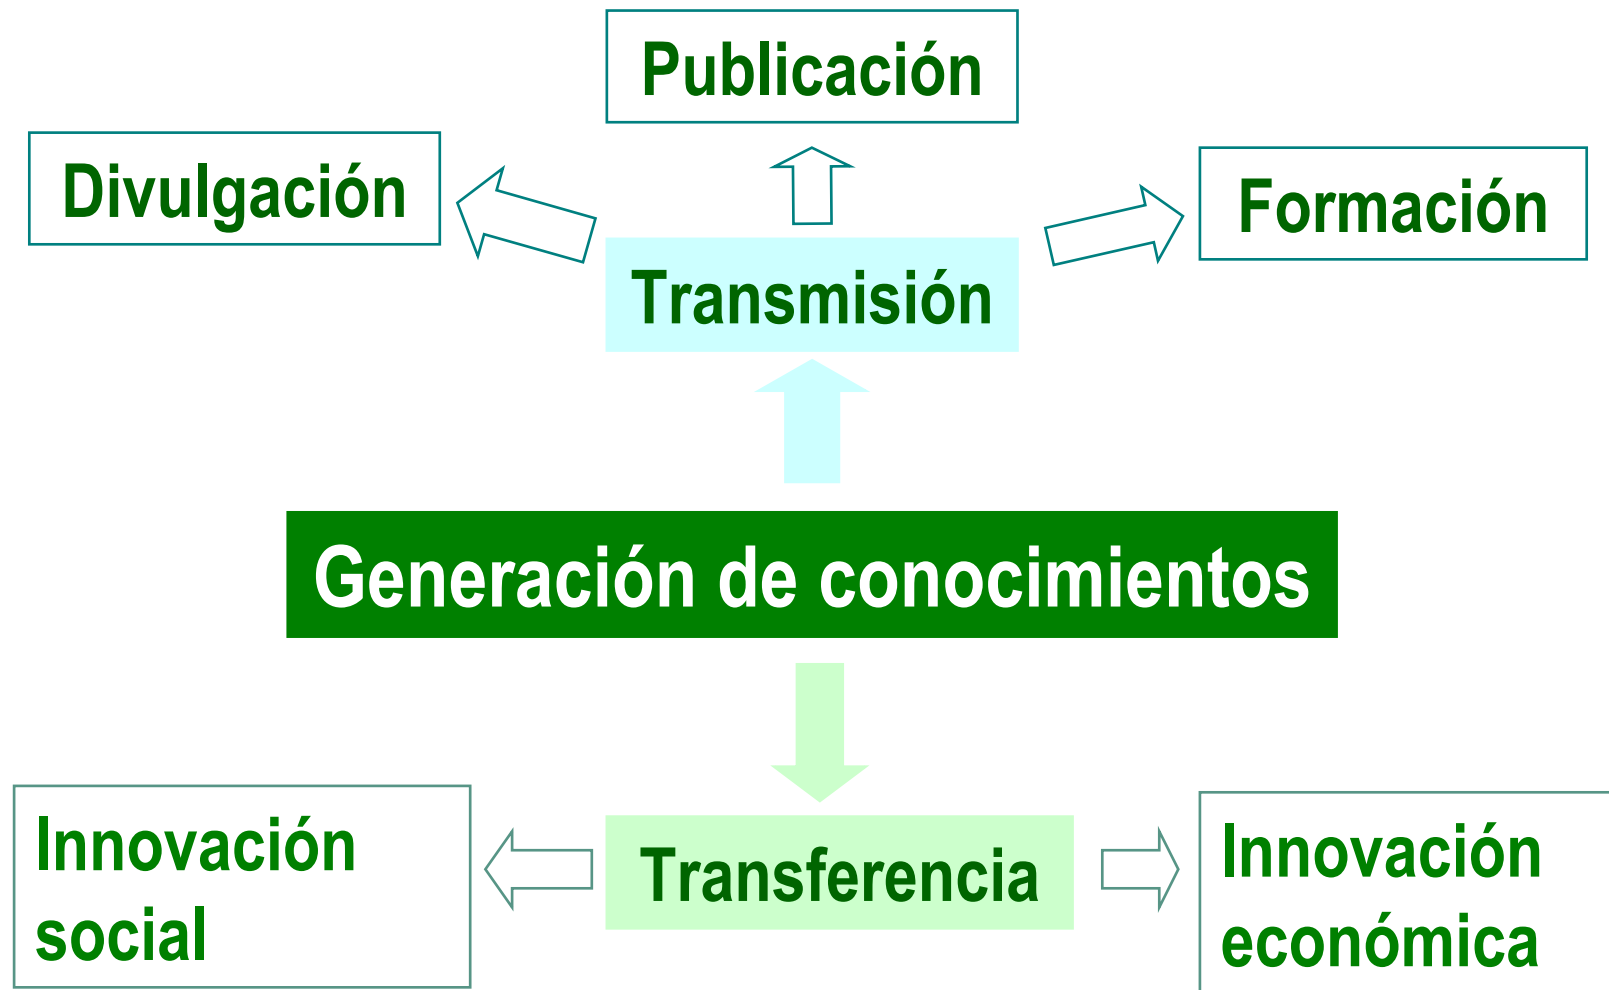 Publicación
Divulgación
Formación
Transmisión
Generación de conocimientos
Innovación
social
Transferencia
Innovación
económica